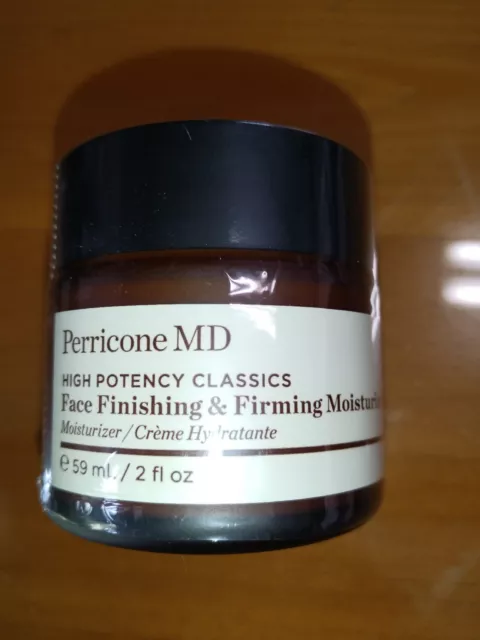 Perricone MD
HIGH POTENCY CLASSICS
Face Finishing & Firming Moisturi
Moisturizer/Crème Hydratante
℮ 59 ml. / 2 fl oz